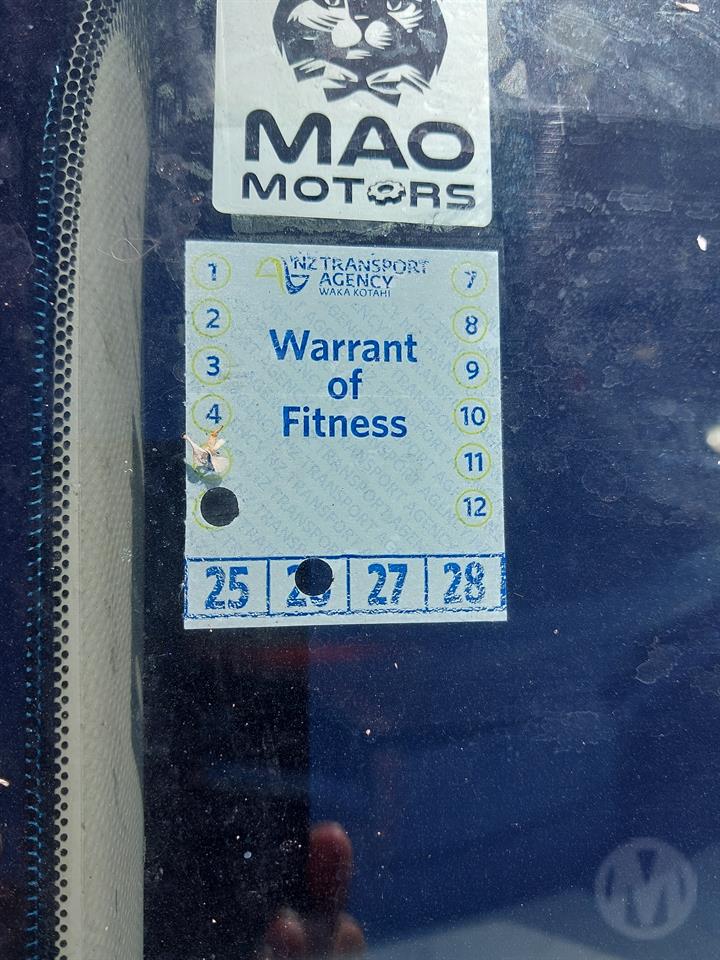 MAO
MOTORS
NZ TRANSPORT
AGENCY
WAKA KOTAHI
Warrant
of
Fitness
1
2
3
4
7
8
9
10
11
12
25
27
28
M